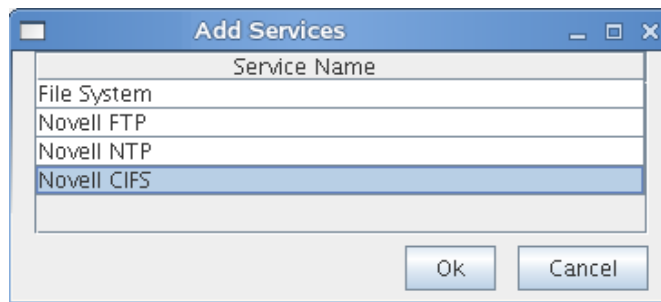 Add Services
Service Name
File System
Novell FTP
Novell NTP
Novell CIFS
Ok Cancel